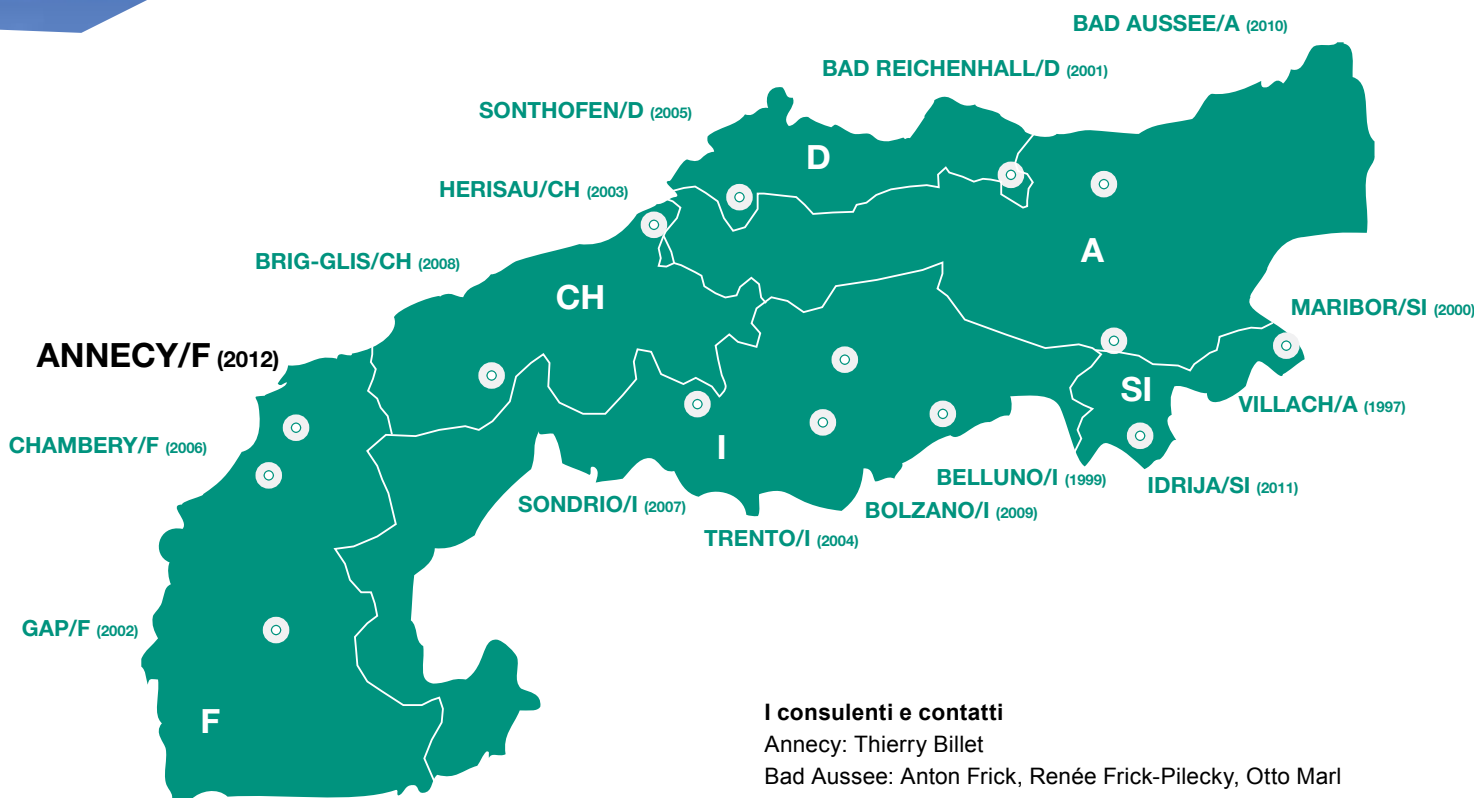 BAD AUSSEE/A (2010)
BAD REICHENHALL/D (2001)
SONTHOFEN/D (2005)
D
HERISAU/CH (2003)
A
BRIG-GLIS/CH (2008)
CH
MARIBOR/SI (2000)
ANNECY/F (2012)
SI
VILLACH/A (1997)
CHAMBERY/F (2006)
I
BELLUNO/I (1999)
IDRIJA/SI (2011)
SONDRIO/I (2007)
BOLZANO/I (2009)
TRENTO/I (2004)
GAP/F (2002)
F
I consulenti e contatti
Annecy: Thierry Billet
Bad Aussee: Anton Frick, Renée Frick-Pilecky, Otto Marl